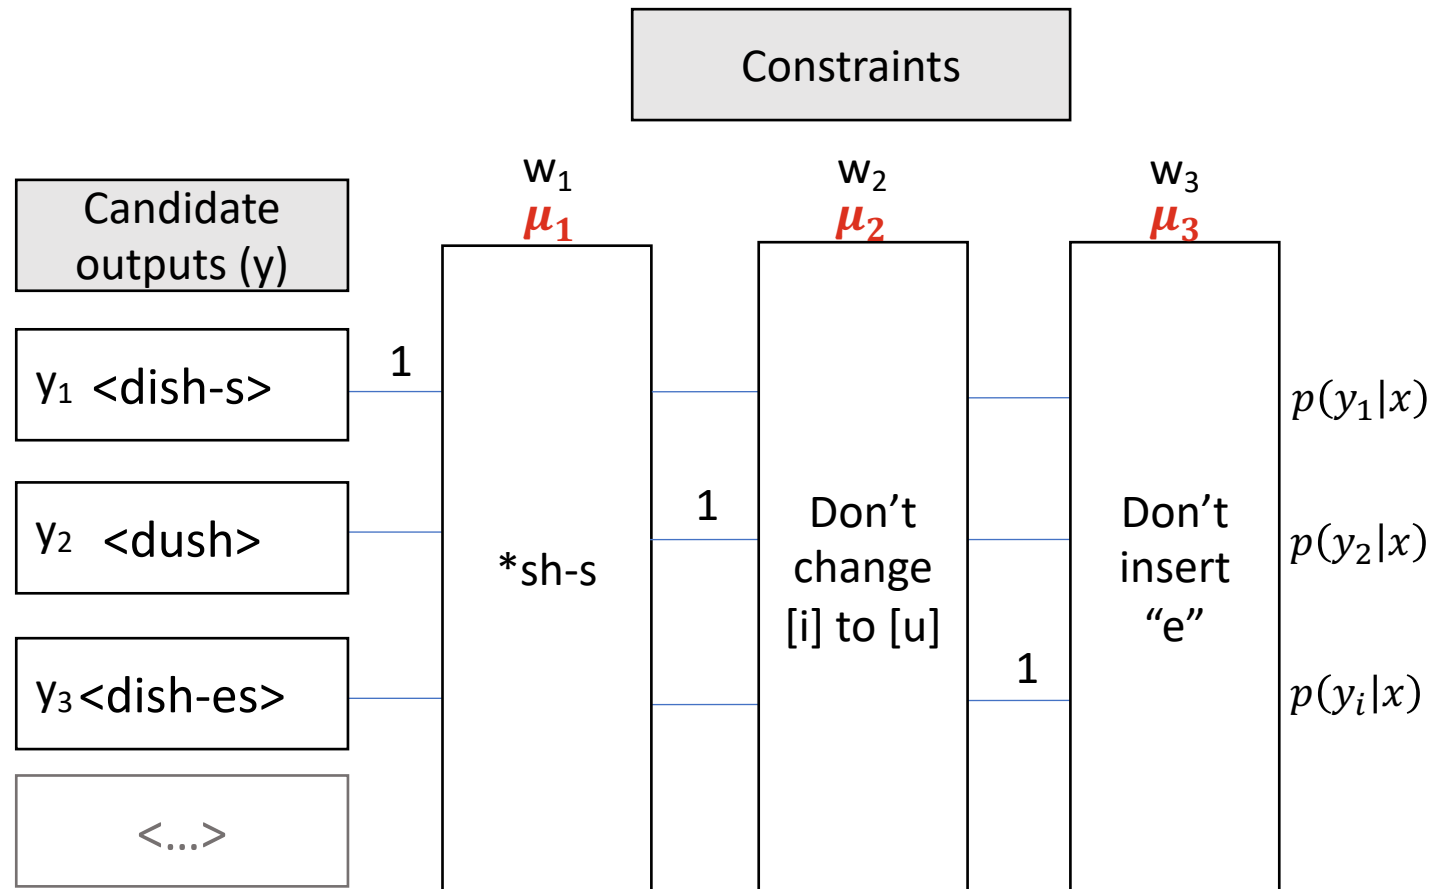 Constraints
w₁
μ₁
w₂
μ₂
w₃
μ₃
Candidate
outputs (y)
y₁ <dish-s>
1
y₂ <dush>
y₃ <dish-es>
<...>
*sh-s
1
Don’t
change
[i] to [u]
1
Don’t
insert
“e”
p(y₁|x)
p(y₂|x)
p(yᵢ|x)